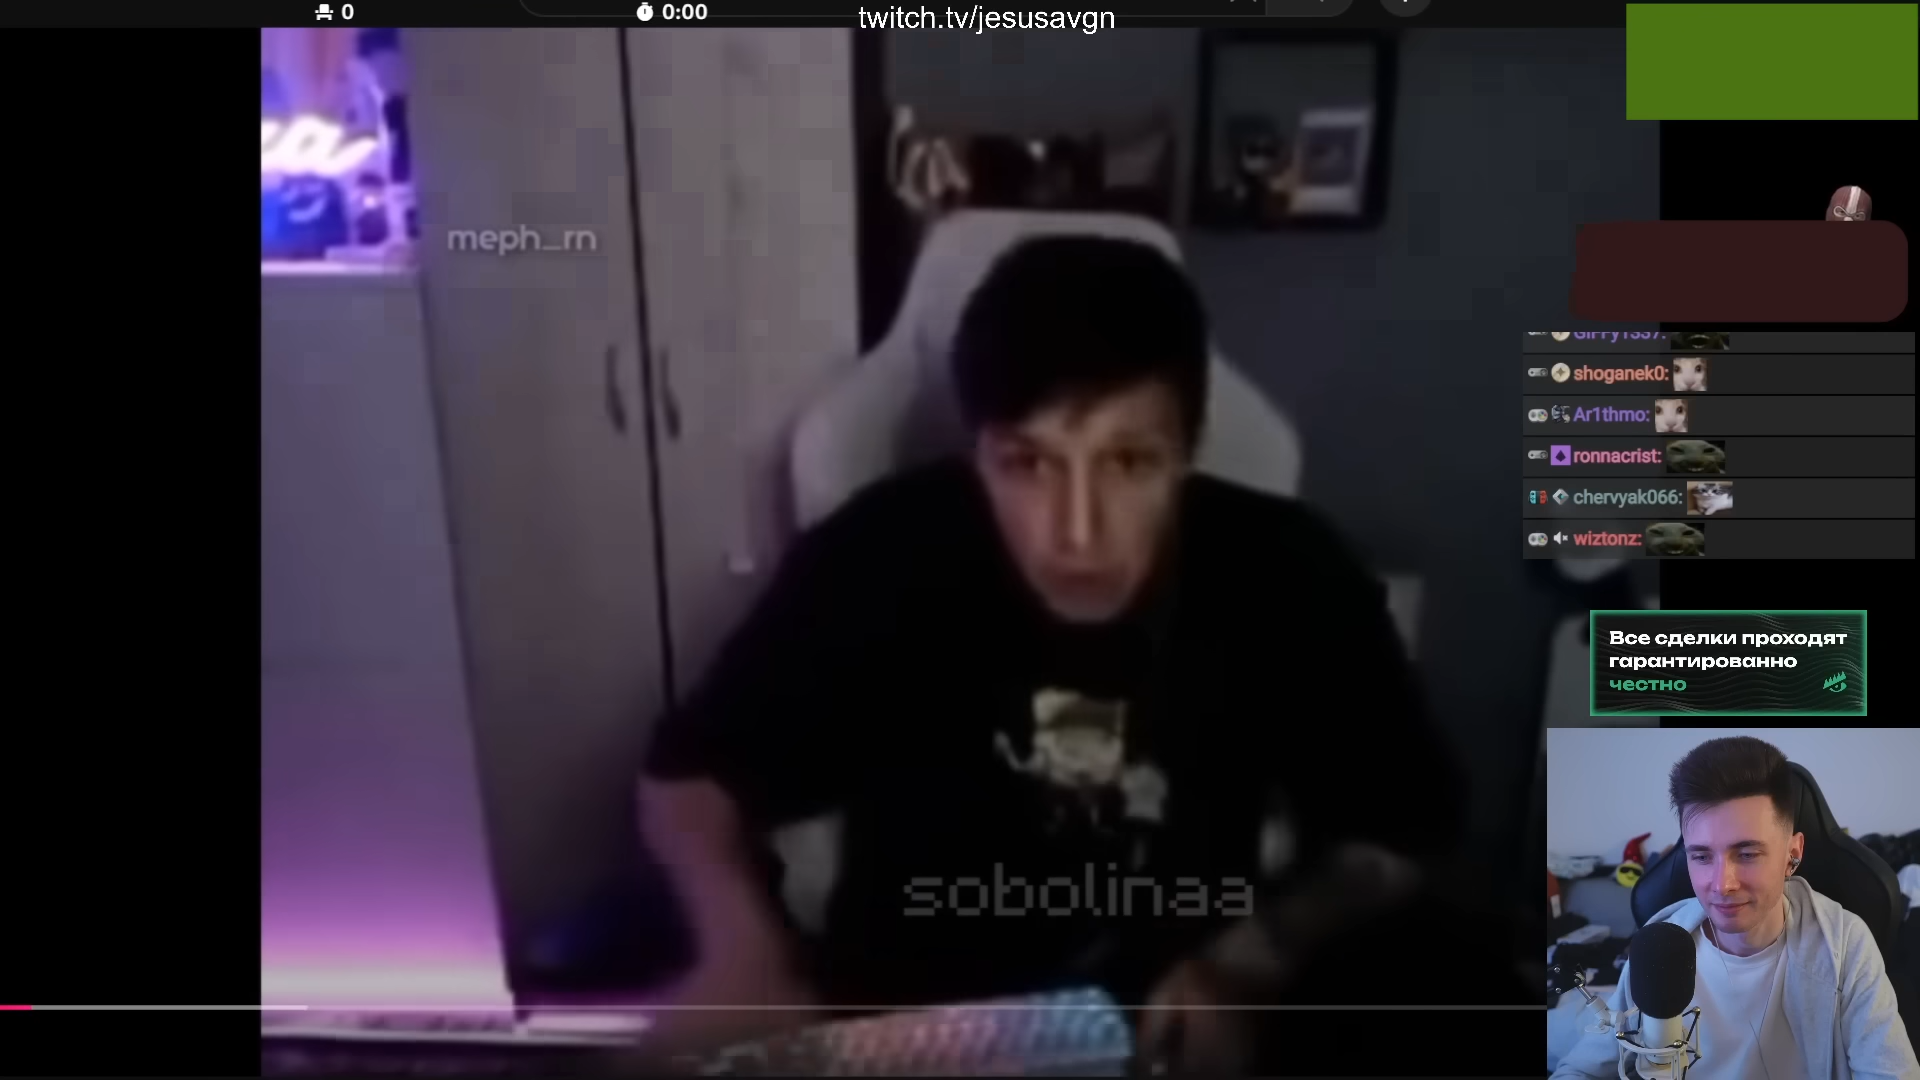 0
0:00
twitch.tv/jesusavgn
meph_rn
shoganek0:
Ar1thmo:
ronnacrist:
chervyak066:
wiztonz:
Все сделки проходят
гарантированно
честно
sobolinaa